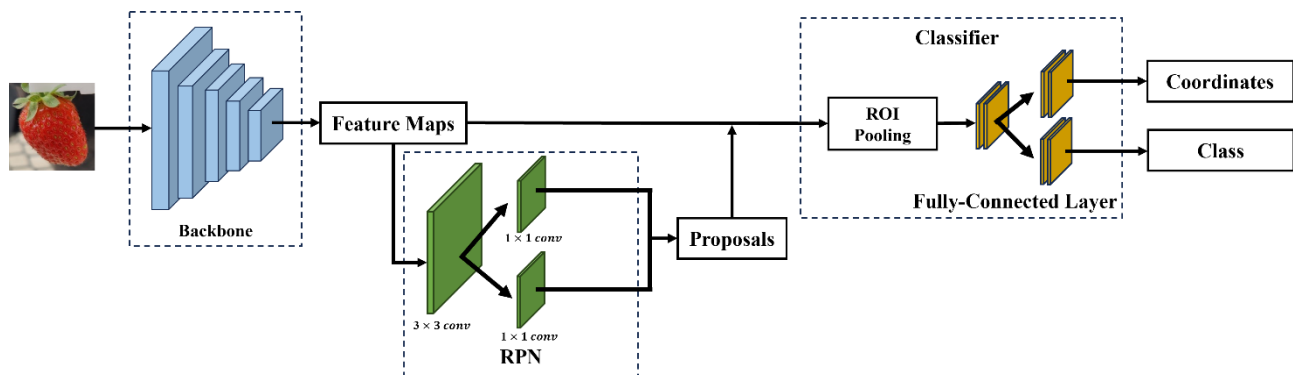 Backbone
Feature Maps
3 × 3 conv
1 × 1 conv
1 × 1 conv
RPN
Proposals
Classifier
ROI
Pooling
Fully-Connected Layer
Coordinates
Class